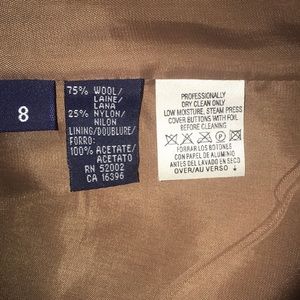 8
75% WOOL/
LAINE/
LANA
25% NYLON/
NILON
LINING/DOUBLURE/
FORRO:
100% ACETATE/
ACETATO
RN 52002
CA 16396
PROFESSIONALLY
DRY CLEAN ONLY
LOW MOISTURE, STEAM PRESS
COVER BUTTONS WITH FOIL
BEFORE CLEANING
FORRAR LOS BOTONES
CON PAPEL DE ALUMINIO
ANTES DEL LAVADO EN SECO
OVER/AU VERSO ↓